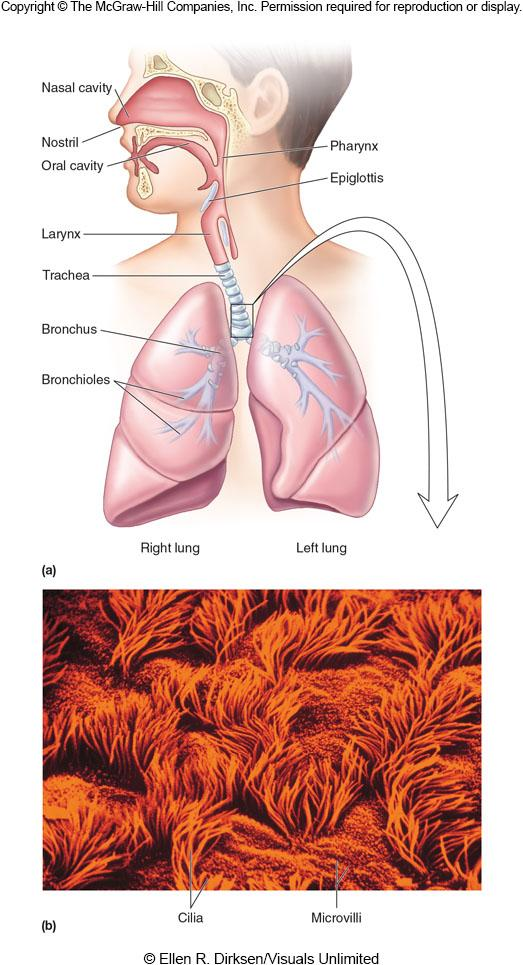 Copyright © The McGraw-Hill Companies, Inc. Permission required for reproduction or display.
Nasal cavity
Nostril
Oral cavity
Pharynx
Epiglottis
Larynx
Trachea
Bronchus
Bronchioles
Right lung
Left lung
(a)
Cilia
Microvilli
(b)
© Ellen R. Dirksen/Visuals Unlimited